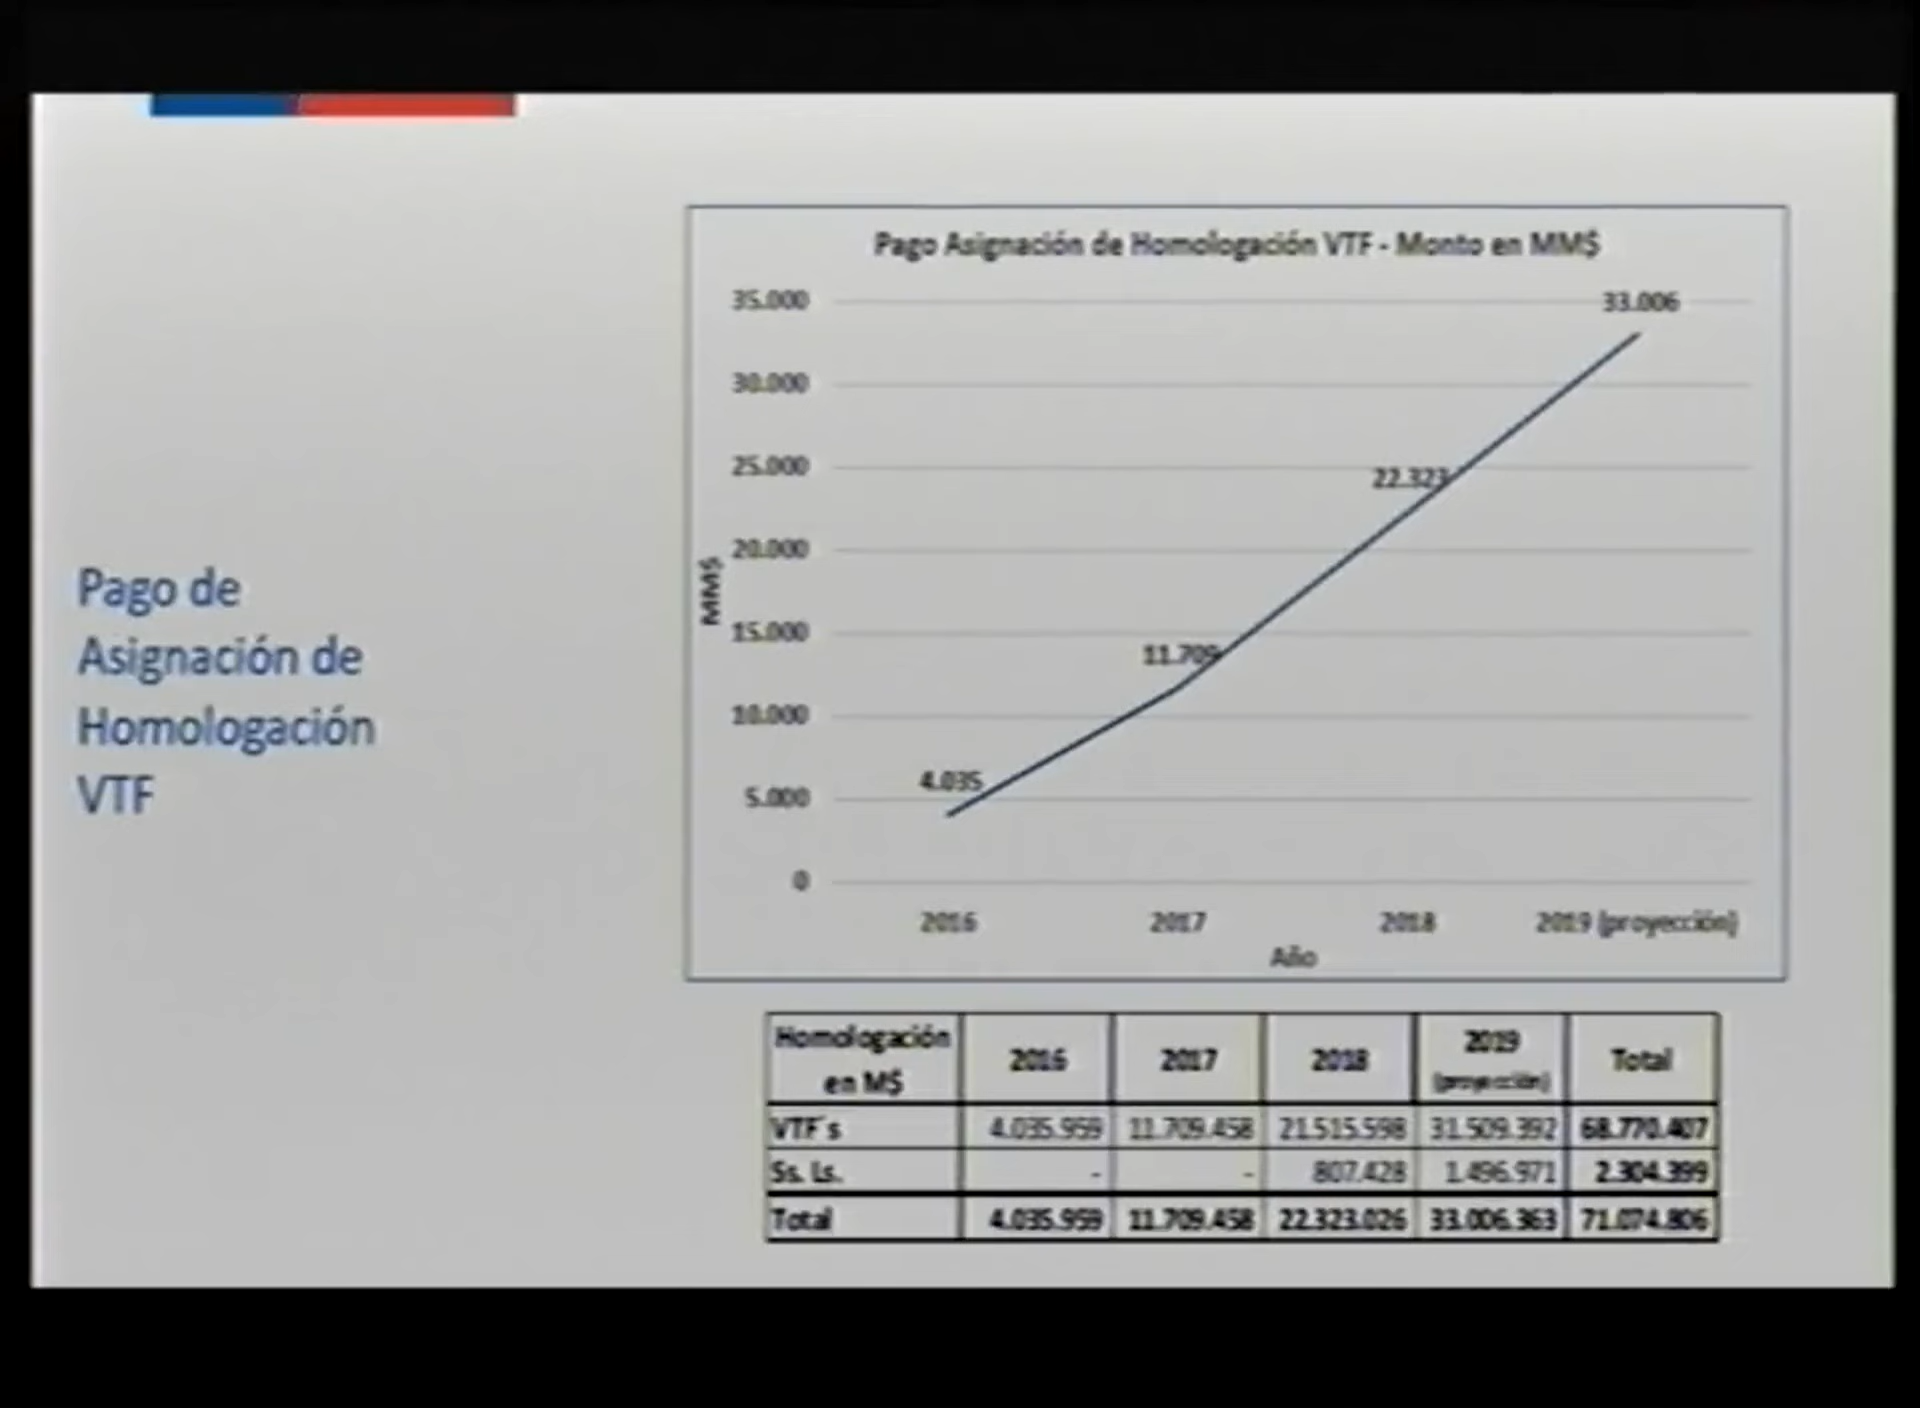 Pago de
Asignación de
Homologación
VTF
Pago Asignación de Homologación VTF - Monto en MM$
35.000
30.000
25.000
20.000
15.000
10.000
5.000
0
MM$
4.035
11.709
22.323
33.006
2016 2017 2018 2019 (proyección)
Año
Homologación en M$ 2016 2017 2018 2019 (proyección) Total
VTF´s 4.035.959 11.709.458 21.515.598 31.509.392 68.770.407
Ss. Ls. - - 807.428 1.496.971 2.304.399
Total 4.035.959 11.709.458 22.323.026 33.006.363 71.074.806